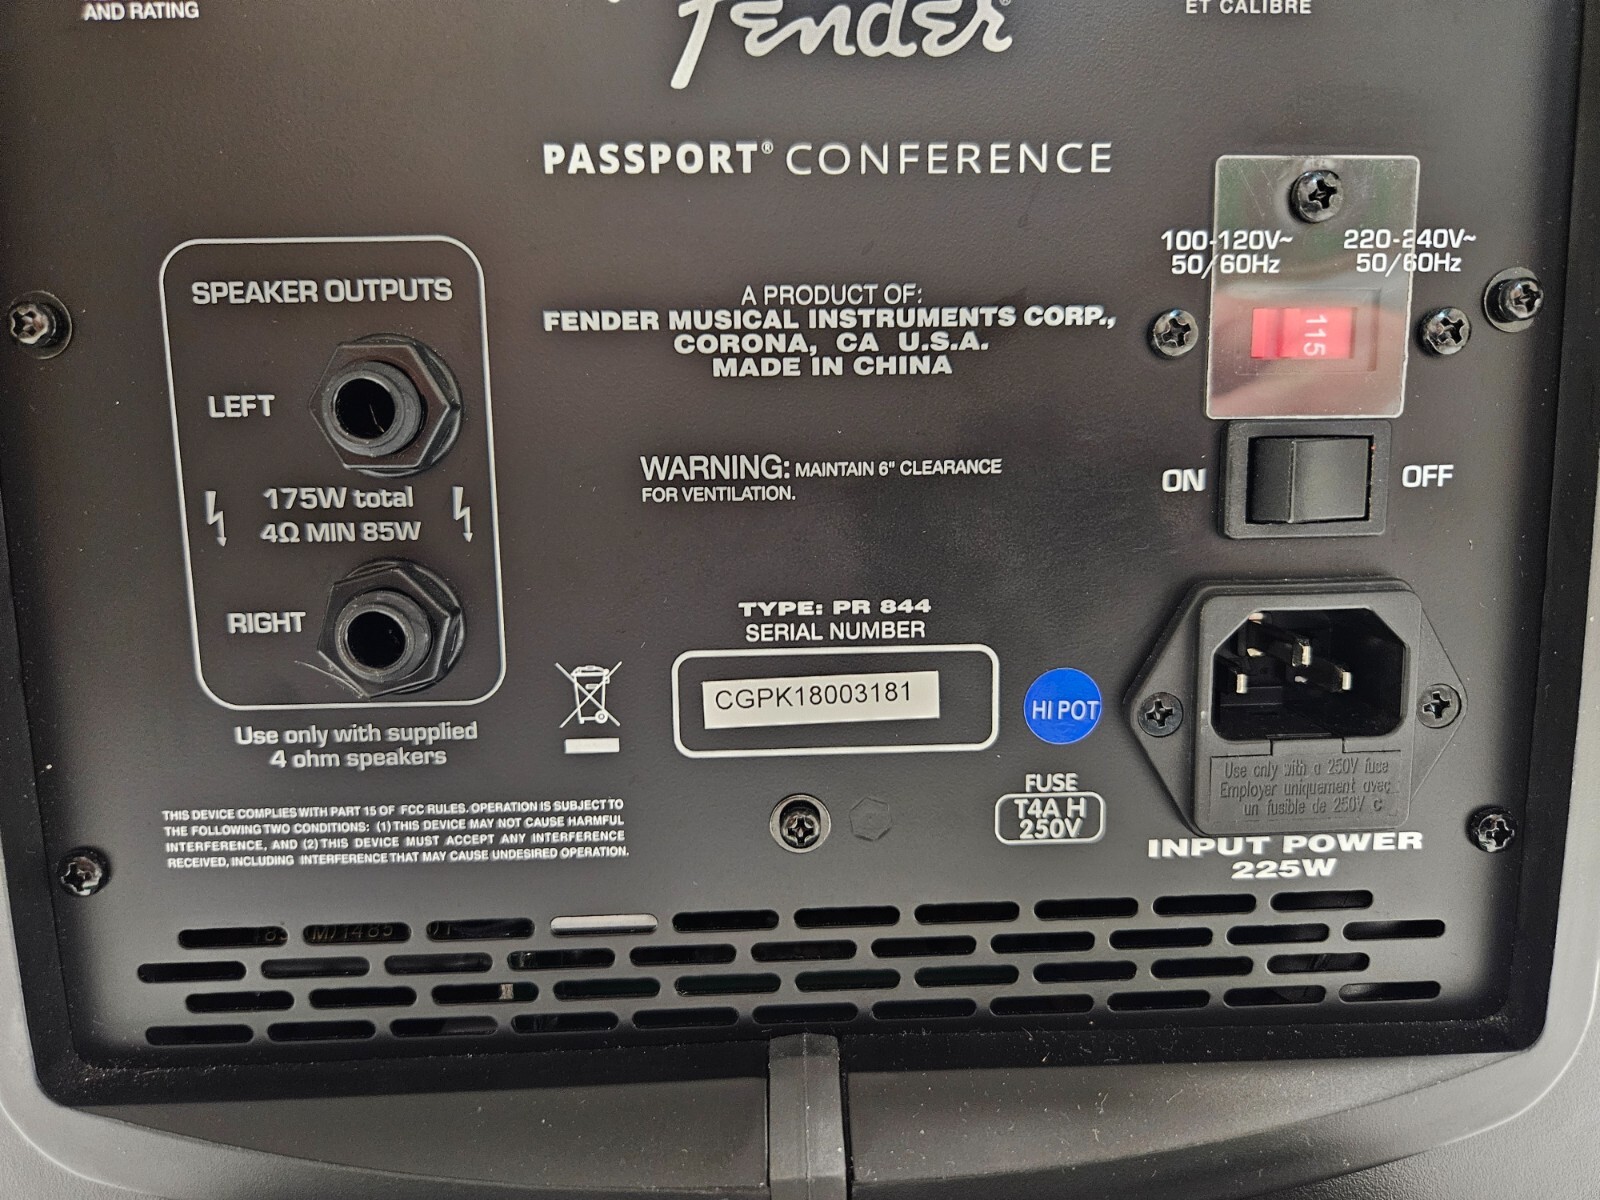 AND RATING
Fender
ET CALIBRE
PASSPORT® CONFERENCE
100-120V~
50/60Hz
220-240V~
50/60Hz
115
ON
OFF
SPEAKER OUTPUTS
LEFT
175W total
4Ω MIN 85W
RIGHT
Use only with supplied
4 ohm speakers
A PRODUCT OF:
FENDER MUSICAL INSTRUMENTS CORP.,
CORONA, CA U.S.A.
MADE IN CHINA
WARNING: MAINTAIN 6" CLEARANCE
FOR VENTILATION.
TYPE: PR 844
SERIAL NUMBER
CGPK18003181
HI POT
FUSE
T4A H
250V
Use only with a 250V fuse
Employer uniquement avec
un fusible de 250V
INPUT POWER
225W
THIS DEVICE COMPLIES WITH PART 15 OF FCC RULES. OPERATION IS SUBJECT TO
THE FOLLOWING TWO CONDITIONS: (1) THIS DEVICE MAY NOT CAUSE HARMFUL
INTERFERENCE, AND (2) THIS DEVICE MUST ACCEPT ANY INTERFERENCE
RECEIVED, INCLUDING INTERFERENCE THAT MAY CAUSE UNDESIRED OPERATION.